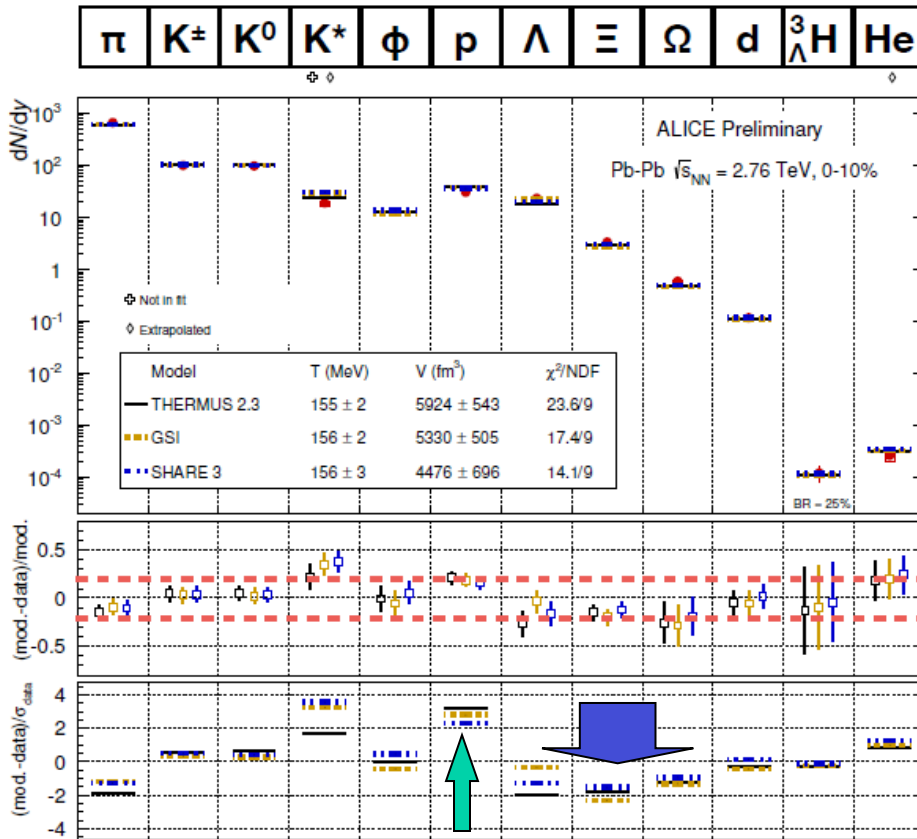 π K± K⁰ K* ϕ p Λ Ξ Ω d ³ΛH He
dN/dy
10³
10²
10
1
10⁻¹
10⁻²
10⁻³
10⁻⁴
ALICE Preliminary
Pb-Pb √sNN = 2.76 TeV, 0-10%
Not in fit
Extrapolated
Model T (MeV) V (fm³) χ²/NDF
THERMUS 2.3 155 ± 2 5924 ± 543 23.6/9
GSI 156 ± 2 5330 ± 505 17.4/9
SHARE 3 156 ± 3 4476 ± 696 14.1/9
BR = 25%
(mod.-data)/mod.
0.5
0
-0.5
(mod.-data)/σdata
4
2
0
-2
-4